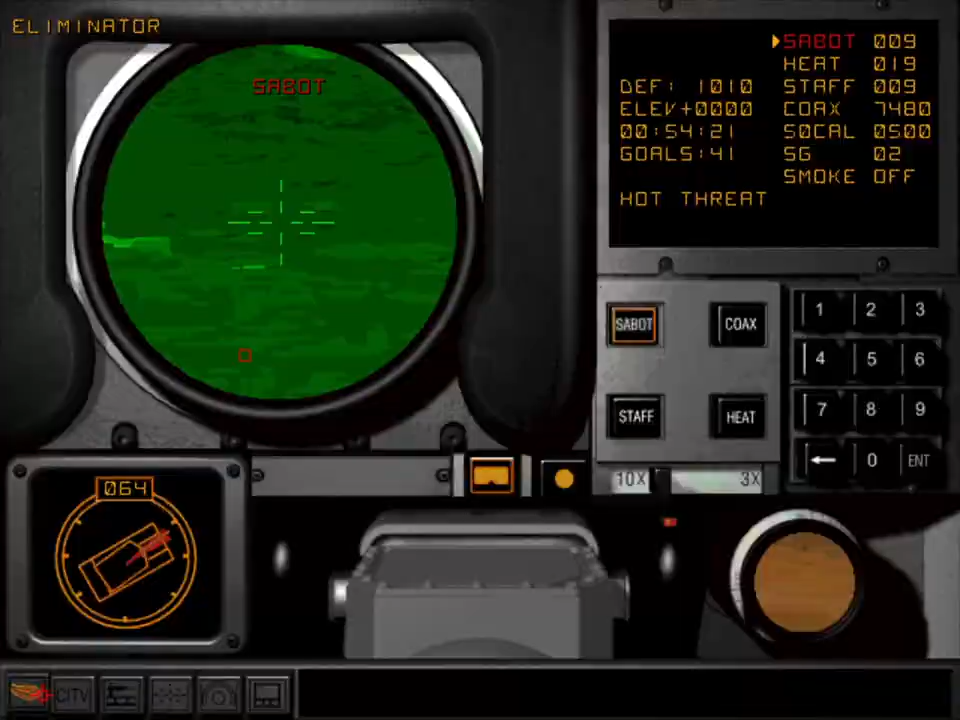 ELIMINATOR
SABOT
SABOT 009
HEAT 019
DEF: 1010 STAFF 009
ELEV+0000 COAX 7480
00:54:21 SOCAL 0500
GOALS:41 SG 02
SMOKE OFF
HOT THREAT
SABOT COAX
1 2 3
4 5 6
STAFF HEAT
7 8 9
0 ENT
10X 3X
064
CITV